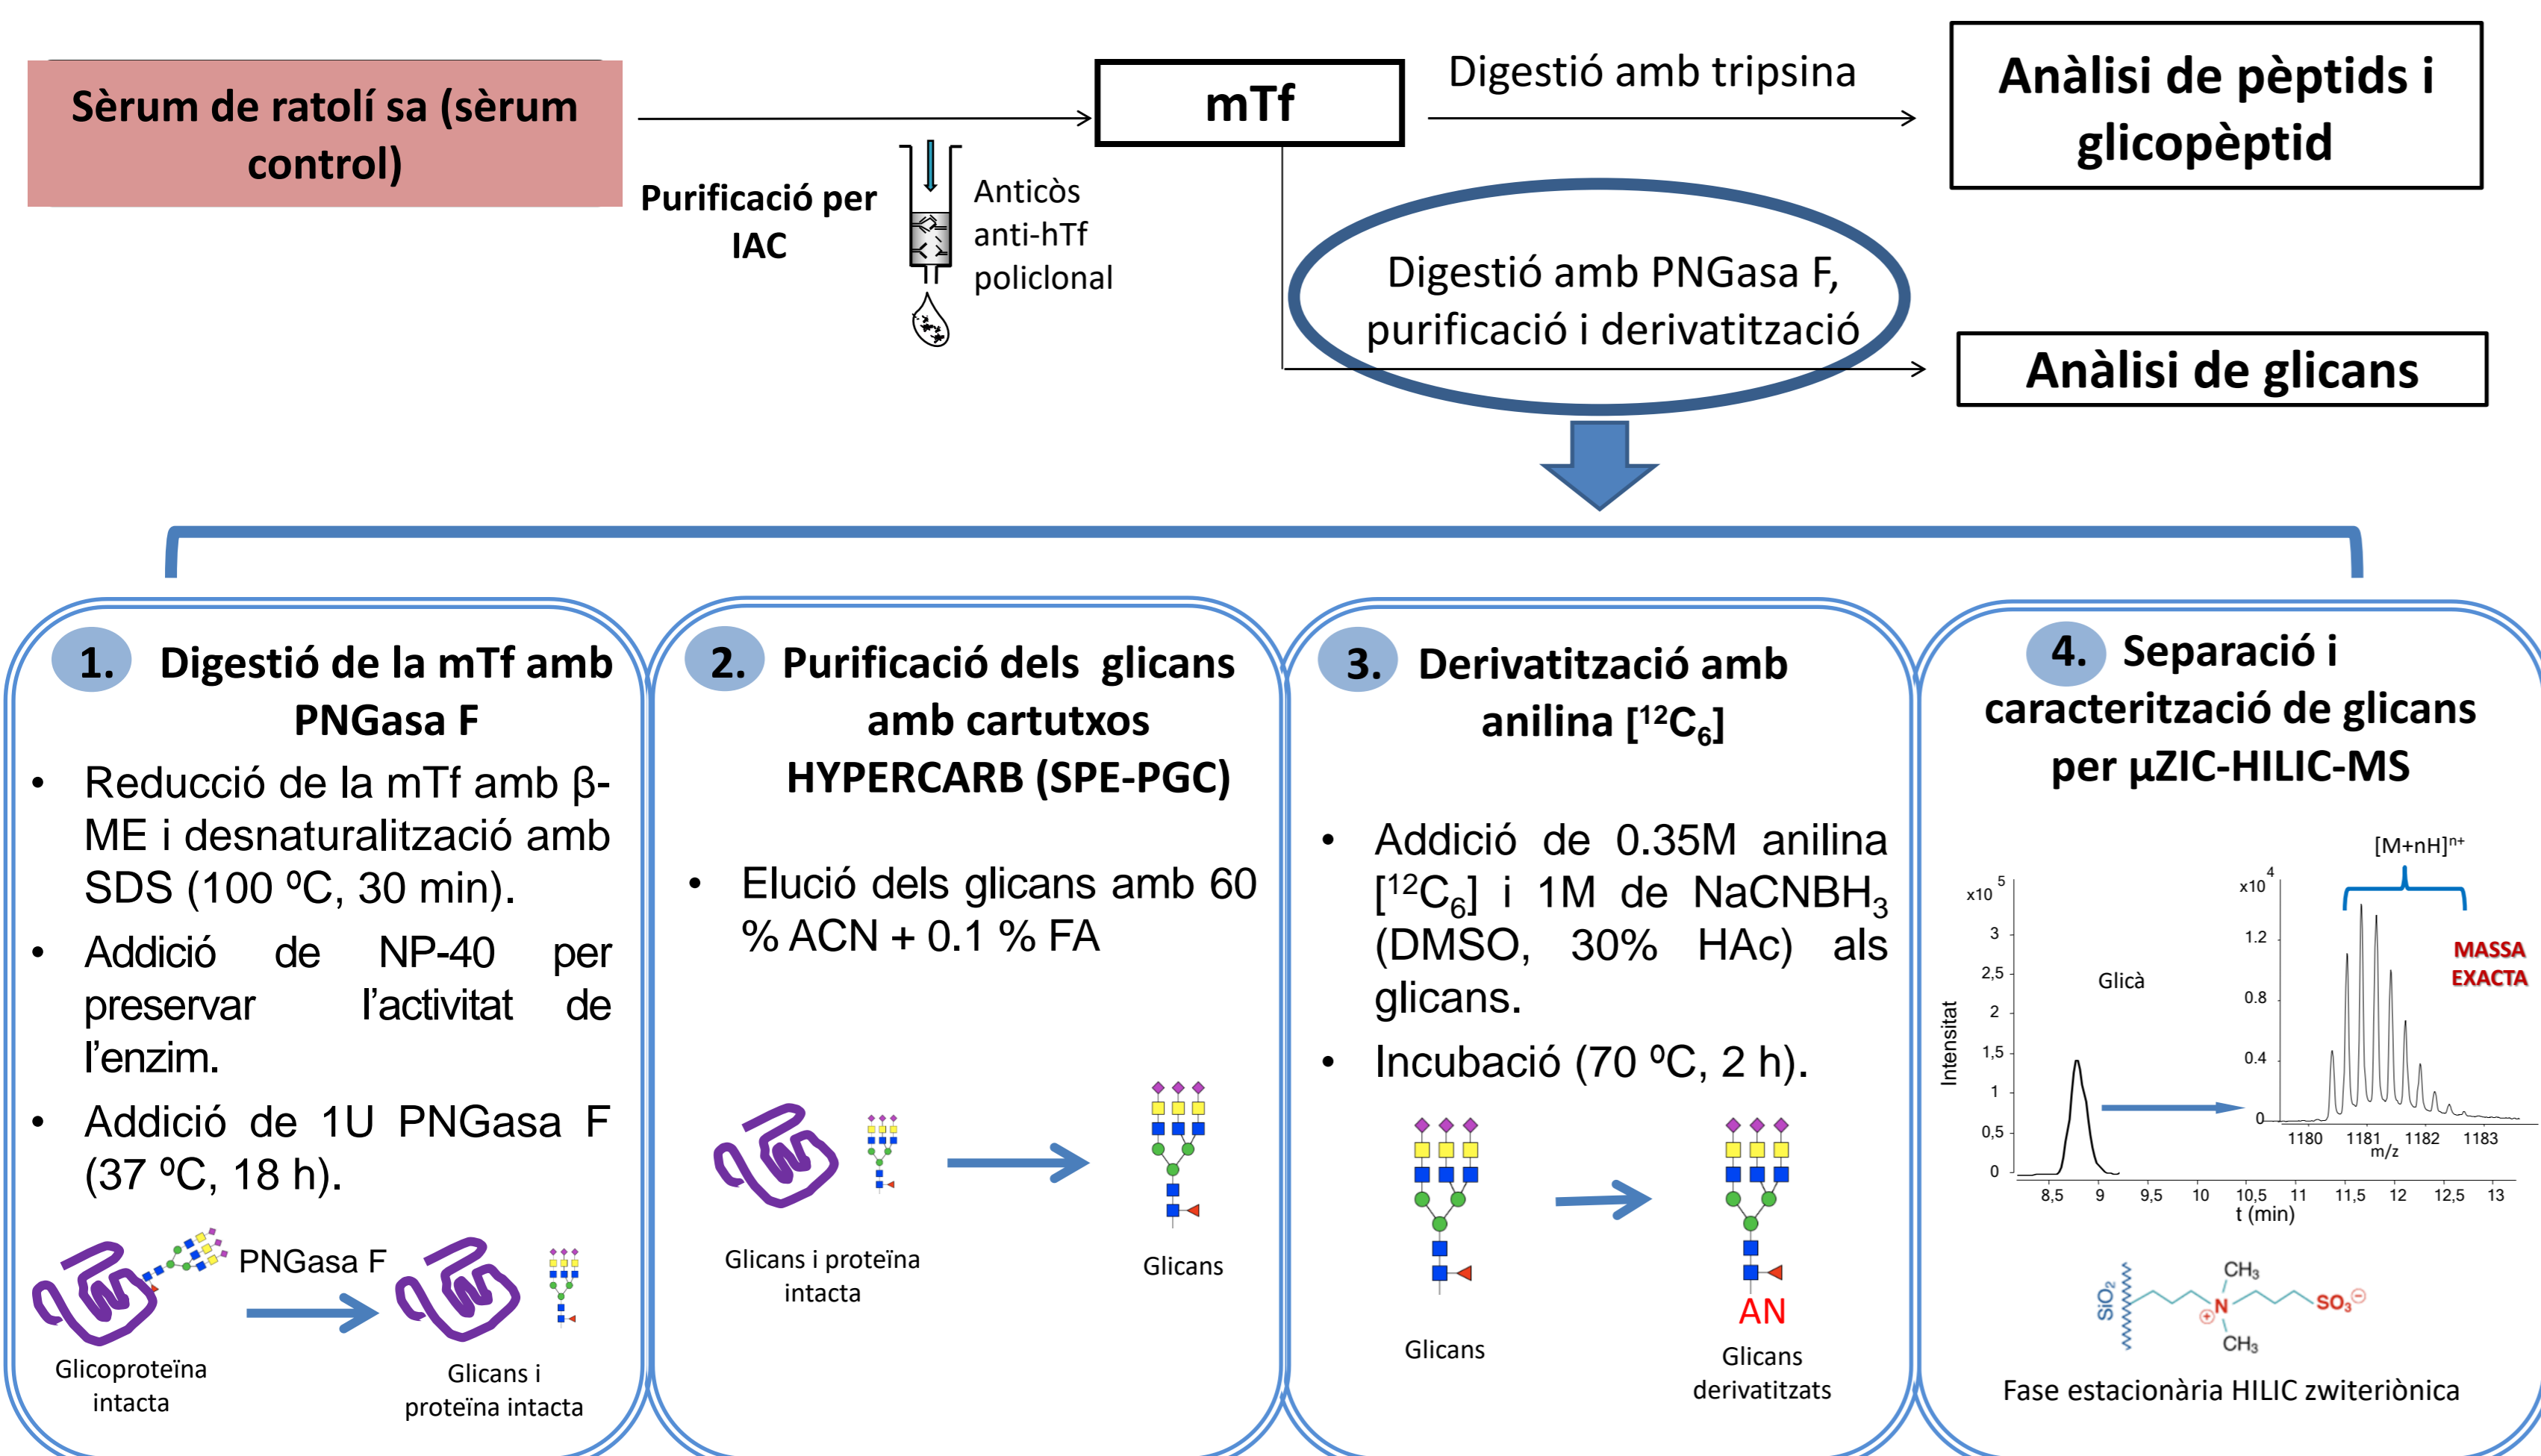 Sèrum de ratolí sa (sèrum
control)
Purificació per
IAC
Anticòs
anti-hTf
policlonal
mTf
Digestió amb tripsina
Anàlisi de pèptids i
glicopèptid
Digestió amb PNGasa F,
purificació i derivatització
Anàlisi de glicans
1. Digestió de la mTf amb
PNGasa F
• Reducció de la mTf amb β-
ME i desnaturalització amb
SDS (100 ºC, 30 min).
• Addició de NP-40 per
preservar l'activitat de
l'enzim.
• Addició de 1U PNGasa F
(37 ºC, 18 h).
PNGasa F
Glicoproteïna
intacta
Glicans i
proteïna intacta
2. Purificació dels glicans
amb cartutxos
HYPERCARB (SPE-PGC)
• Elució dels glicans amb 60
% ACN + 0.1 % FA
Glicans i proteïna
intacta
Glicans
3. Derivatització amb
anilina [¹²C₆]
• Addició de 0.35M anilina
[¹²C₆] i 1M de NaCNBH₃
(DMSO, 30% HAc) als
glicans.
• Incubació (70 ºC, 2 h).
AN
Glicans
Glicans
derivatitzats
4. Separació i
caracterització de glicans
per µZIC-HILIC-MS
[M+nH]ⁿ⁺
x10 5
3
2,5
2
1,5
1
0,5
0
Intensitat
Glicà
8,5 9 9,5 10 10,5 11 11,5 12 12,5 13
t (min)
x10 4
1.2
0.8
0.4
0
MASSA
EXACTA
1180 1181 1182 1183
m/z
SiO₂
CH₃
N
⊕
SO₃⊖
CH₃
Fase estacionària HILIC zwiteriònica